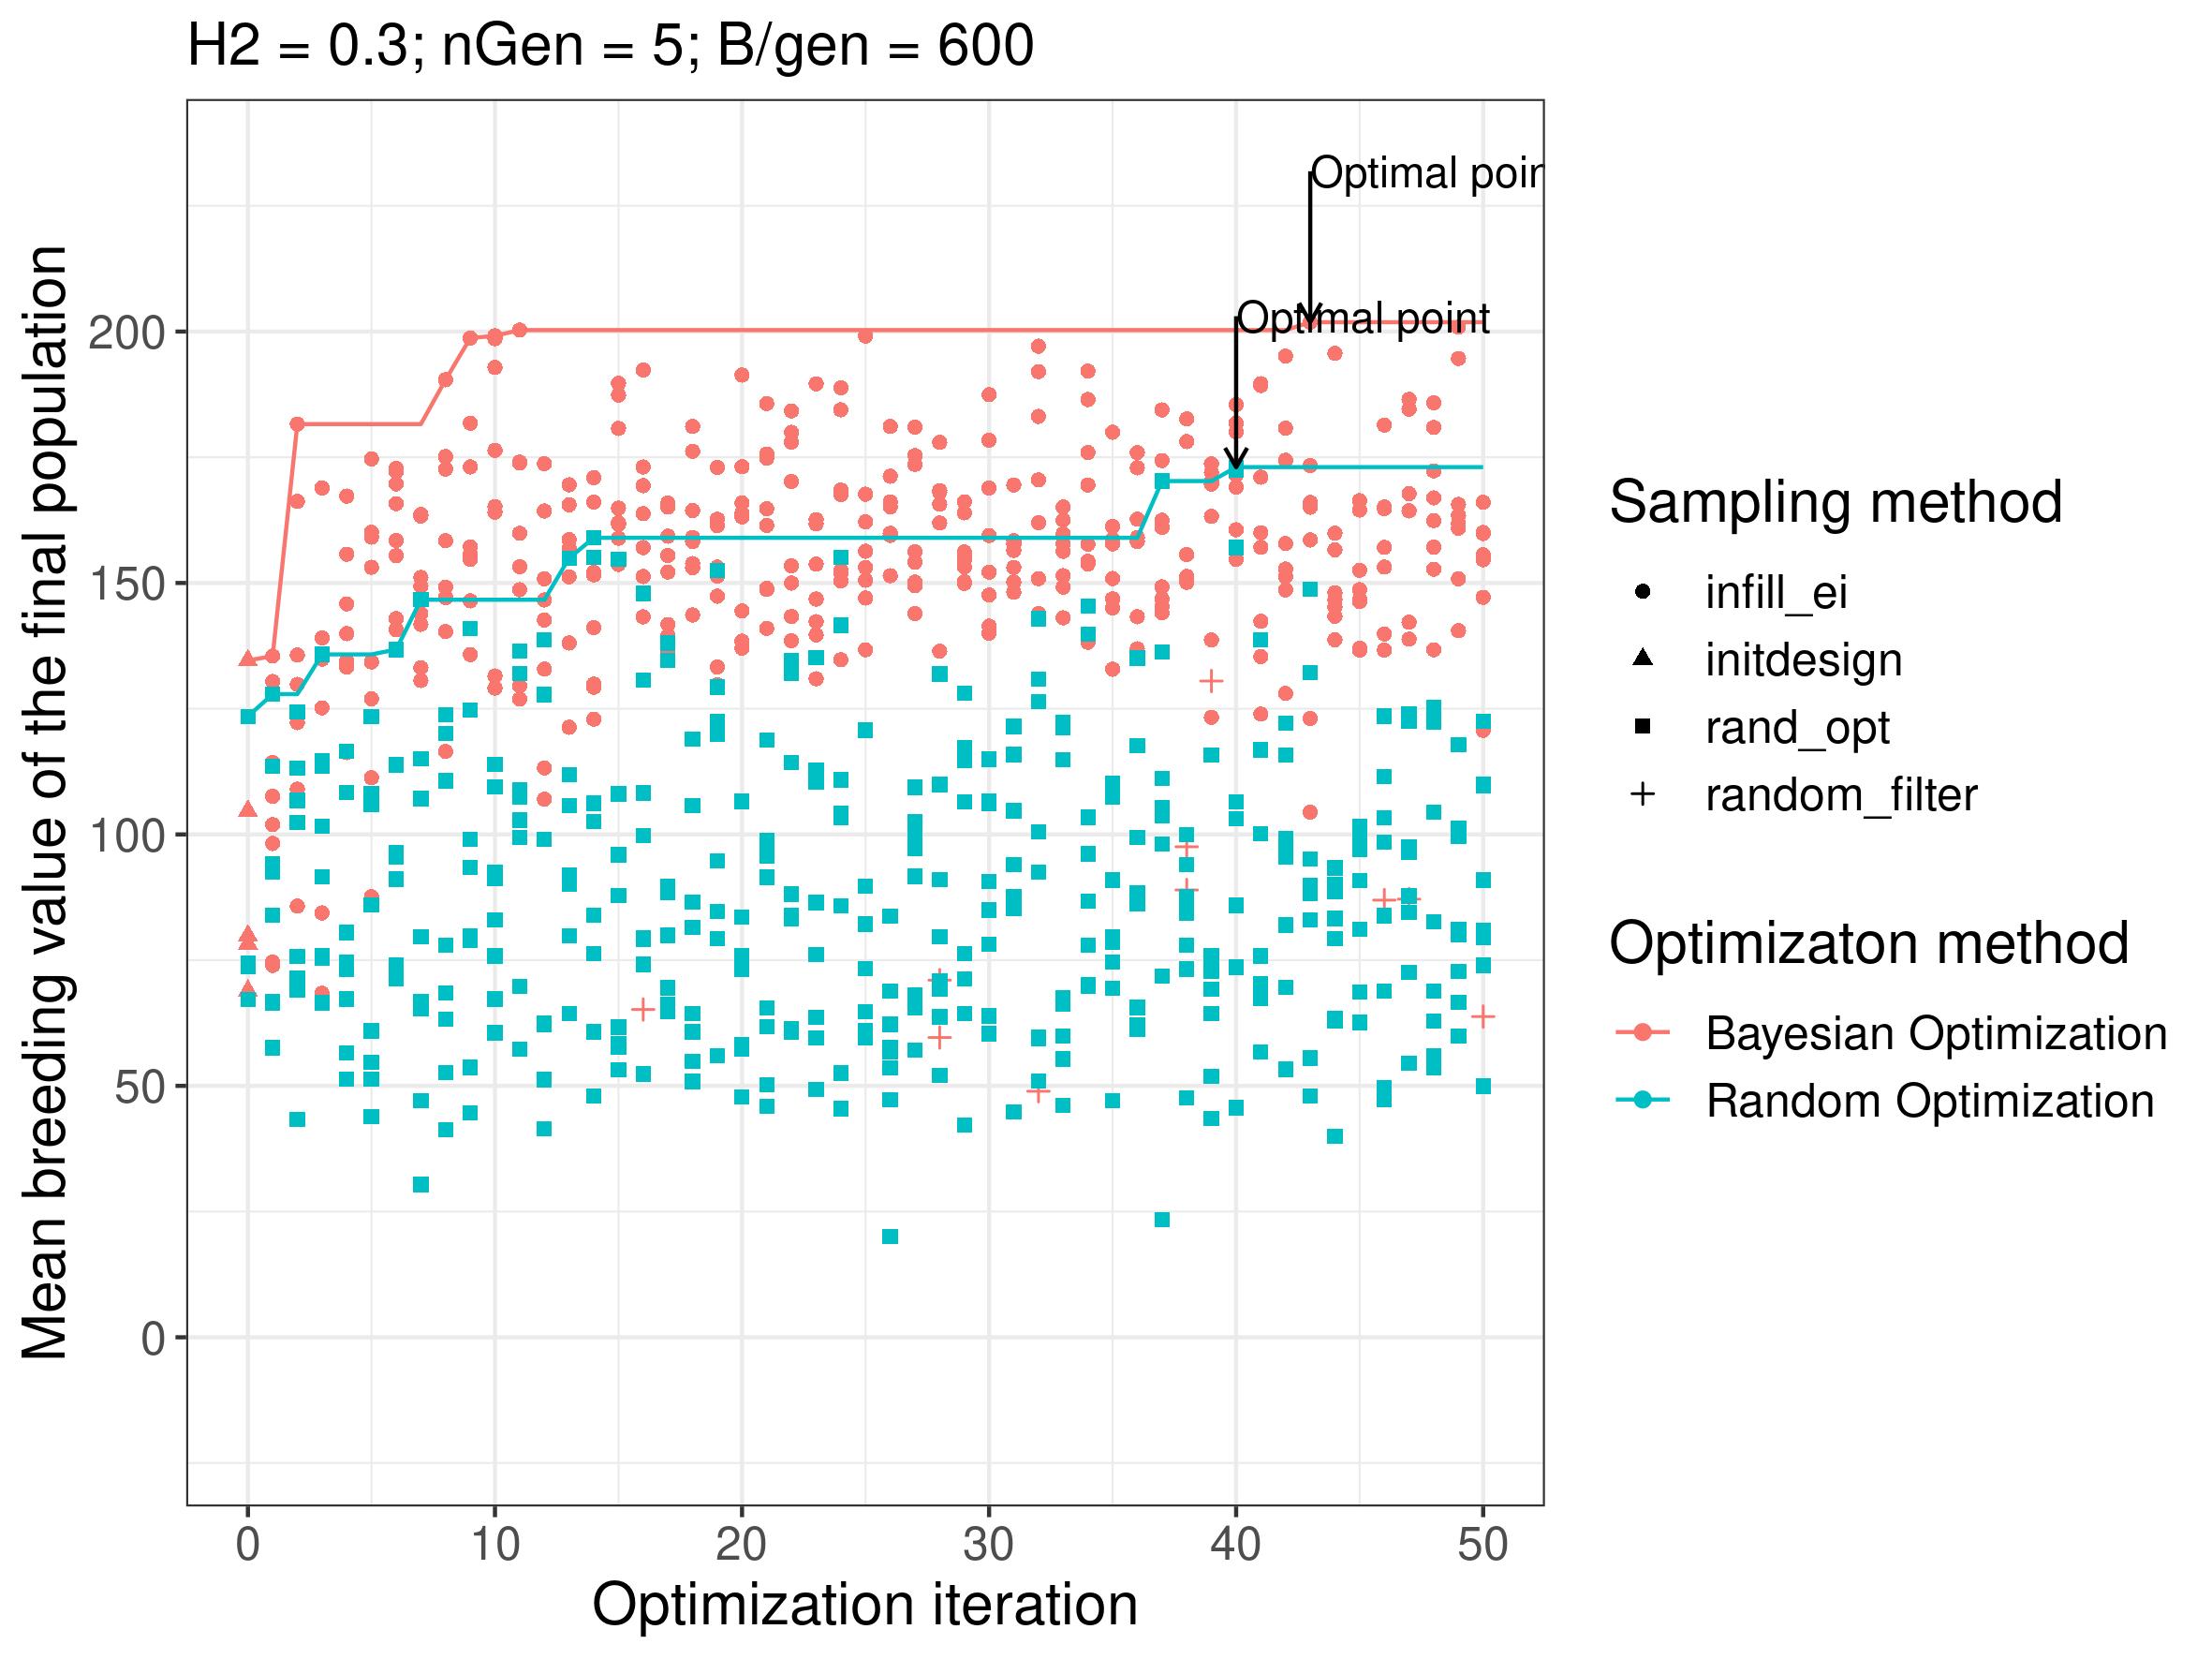 H2 = 0.3; nGen = 5; B/gen = 600
Mean breeding value of the final population
200
150
100
50
0
Optimal poin
Optimal point
0 10 20 30 40 50
Optimization iteration
Sampling method
infill_ei
initdesign
rand_opt
random_filter
Optimizaton method
Bayesian Optimization
Random Optimization